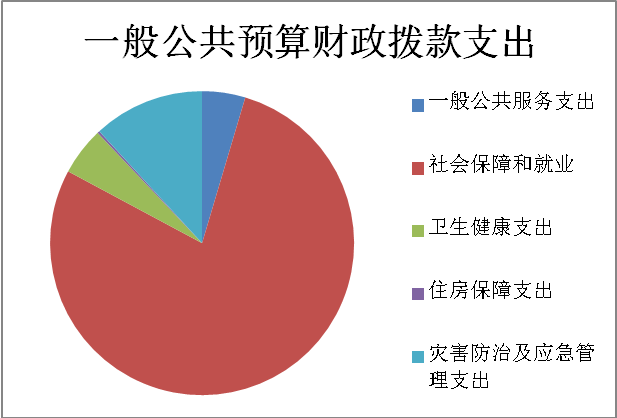 一般公共预算财政拨款支出
一般公共服务支出
社会保障和就业
卫生健康支出
住房保障支出
灾害防治及应急管
理支出